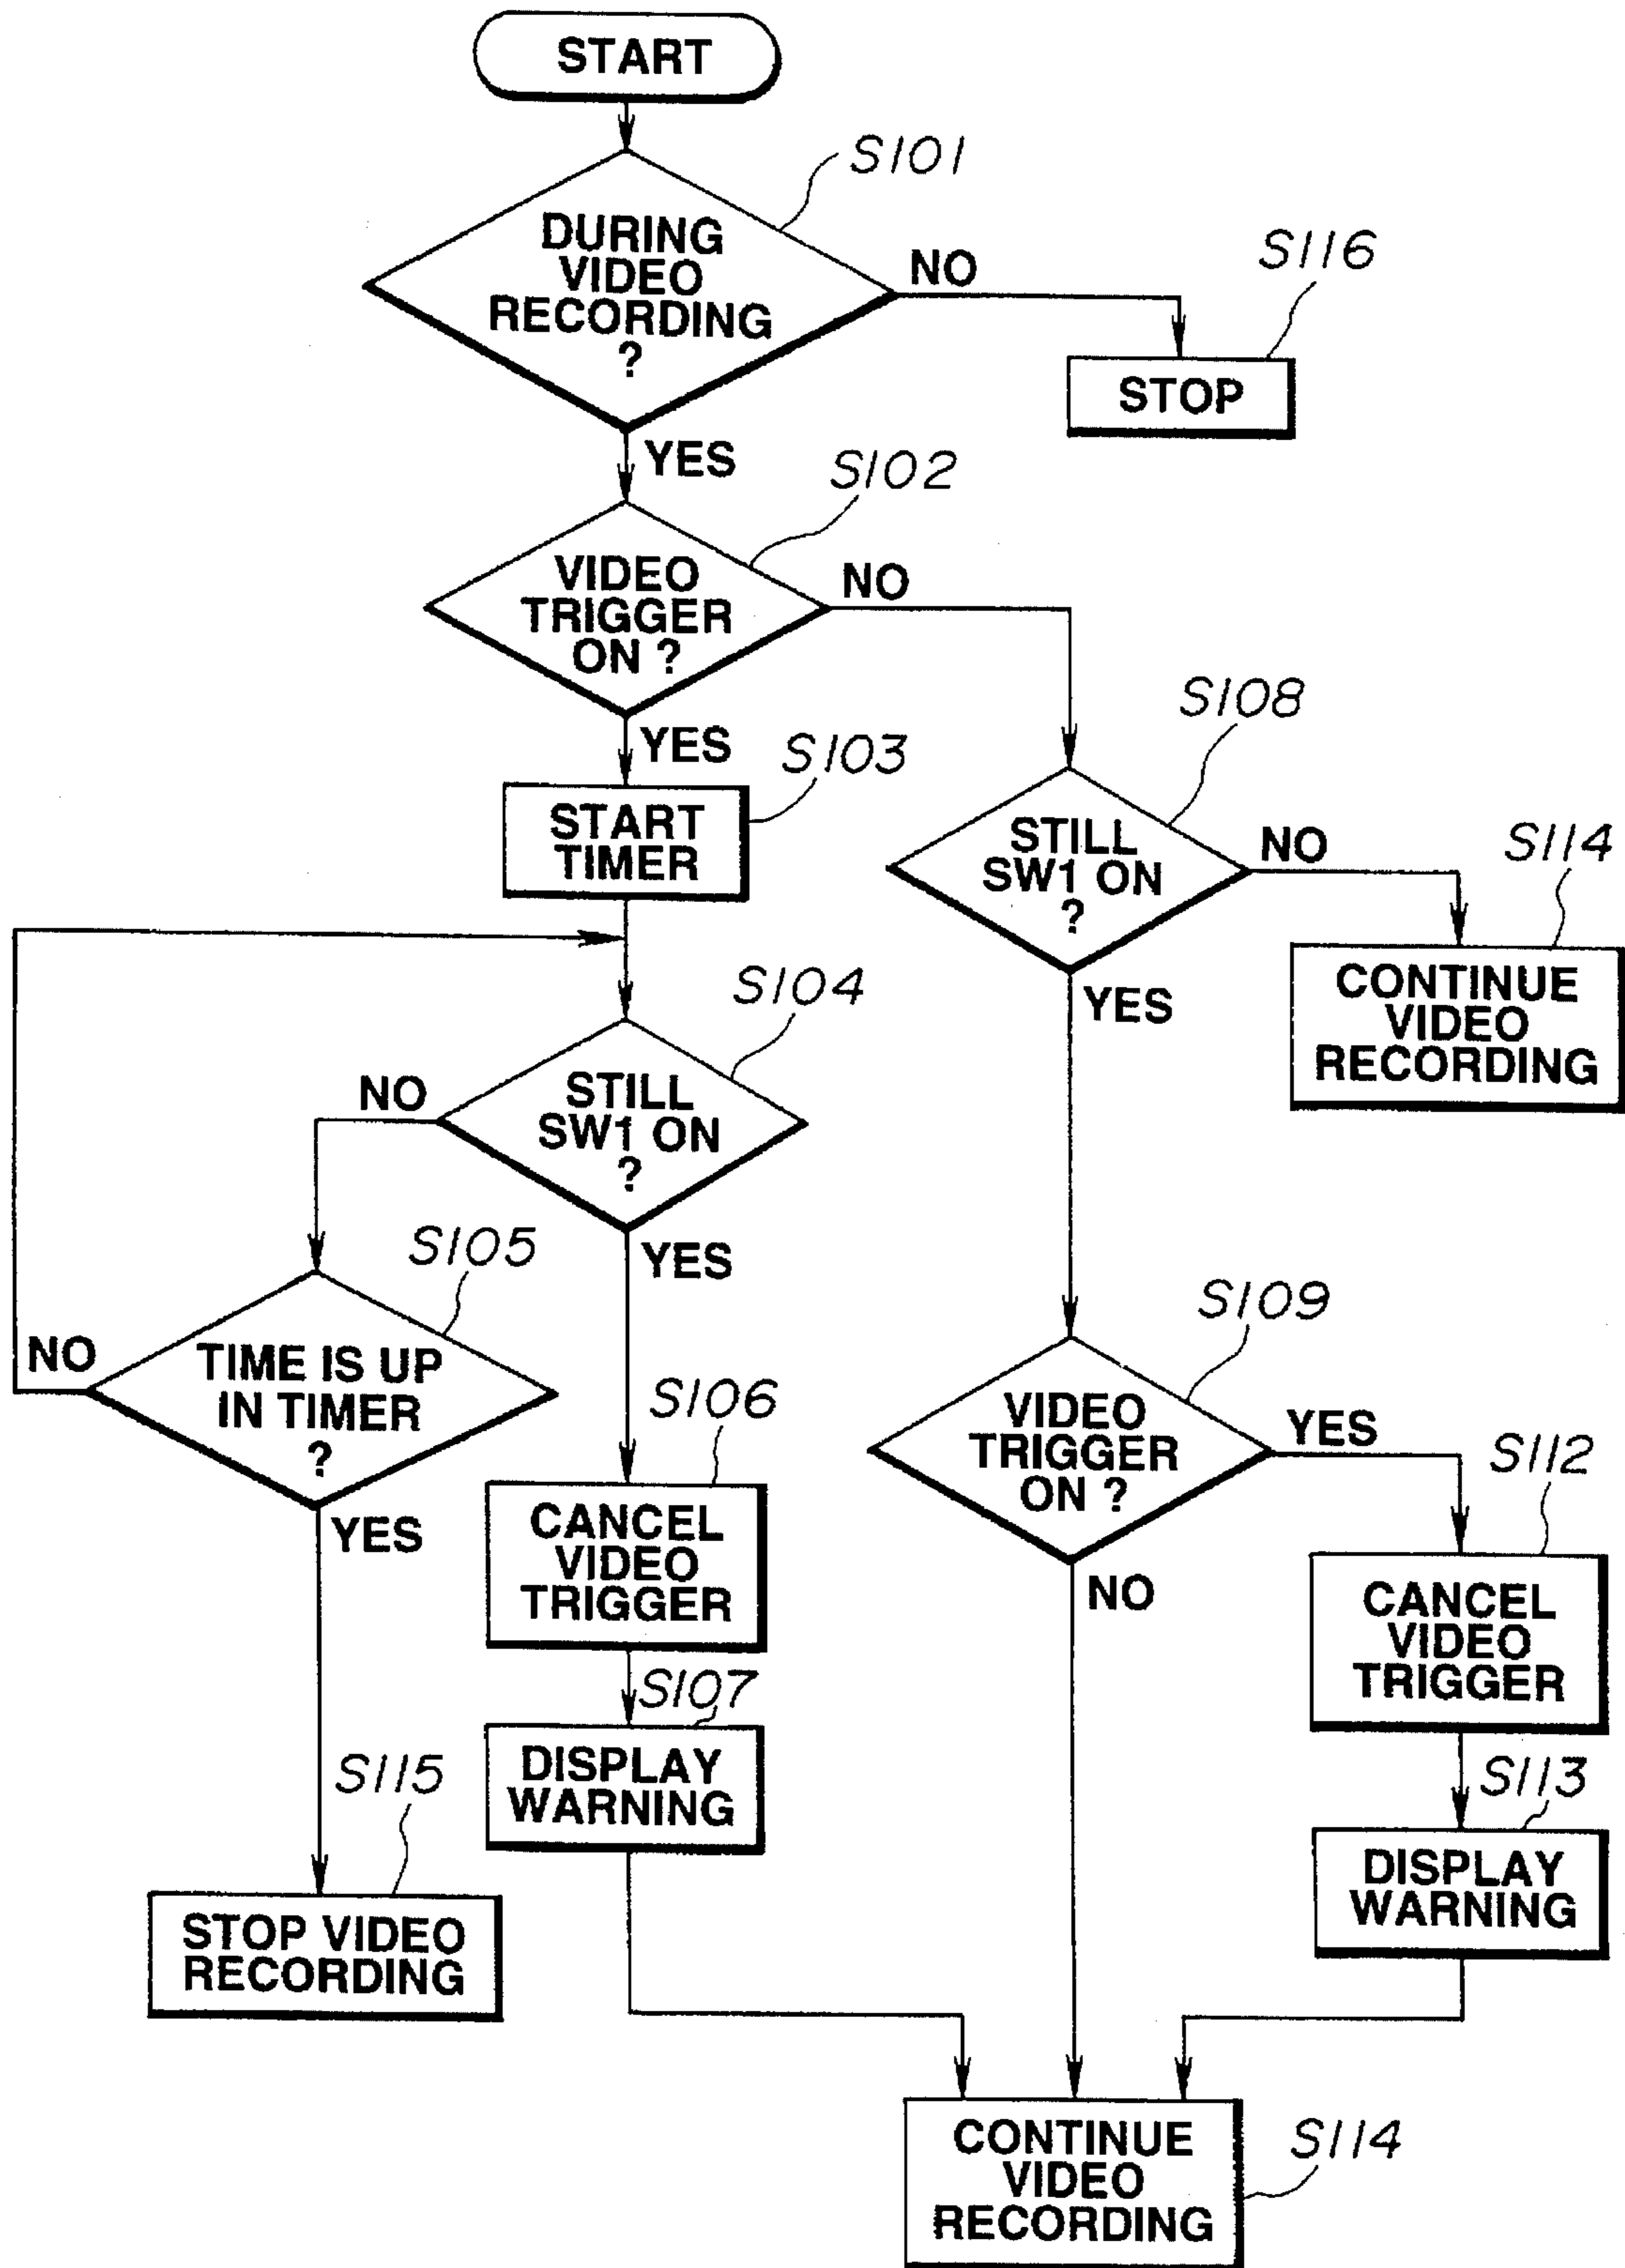 START
S101
DURING
VIDEO
RECORDING
?
NO
S116
STOP
YES
S102
VIDEO
TRIGGER
ON ?
NO
YES
S103
START
TIMER
S108
STILL
SW1 ON
?
NO
S114
CONTINUE
VIDEO
RECORDING
YES
S104
STILL
SW1 ON
?
NO
YES
S105
TIME IS UP
IN TIMER
?
NO
YES
S106
CANCEL
VIDEO
TRIGGER
S107
DISPLAY
WARNING
S109
VIDEO
TRIGGER
ON ?
YES
NO
S112
CANCEL
VIDEO
TRIGGER
S113
DISPLAY
WARNING
S115
STOP VIDEO
RECORDING
CONTINUE
VIDEO
RECORDING
S114